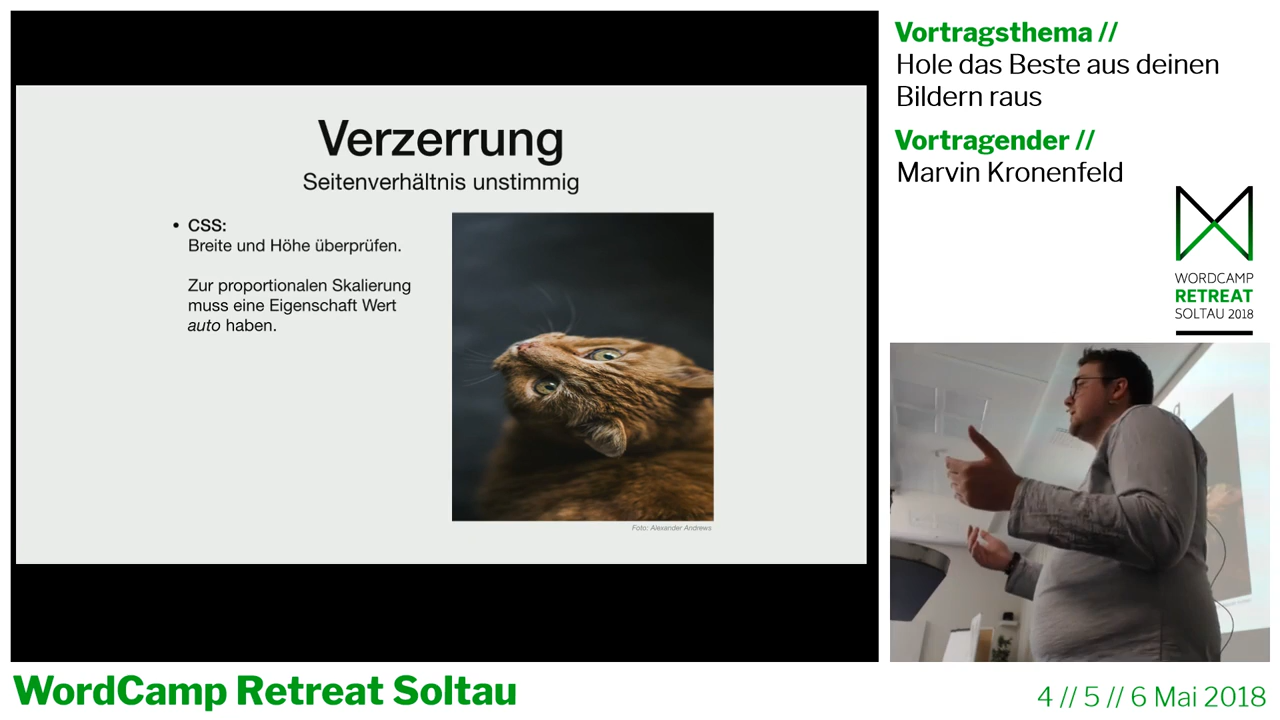 Verzerrung
Seitenverhältnis unstimmig
• CSS:
Breite und Höhe überprüfen.
Zur proportionalen Skalierung
muss eine Eigenschaft Wert
auto haben.
Foto: Alexander Andrews
Vortragsthema //
Hole das Beste aus deinen
Bildern raus
Vortragender //
Marvin Kronenfeld
WORDCAMP
RETREAT
SOLTAU 2018
WordCamp Retreat Soltau
4 // 5 // 6 Mai 2018